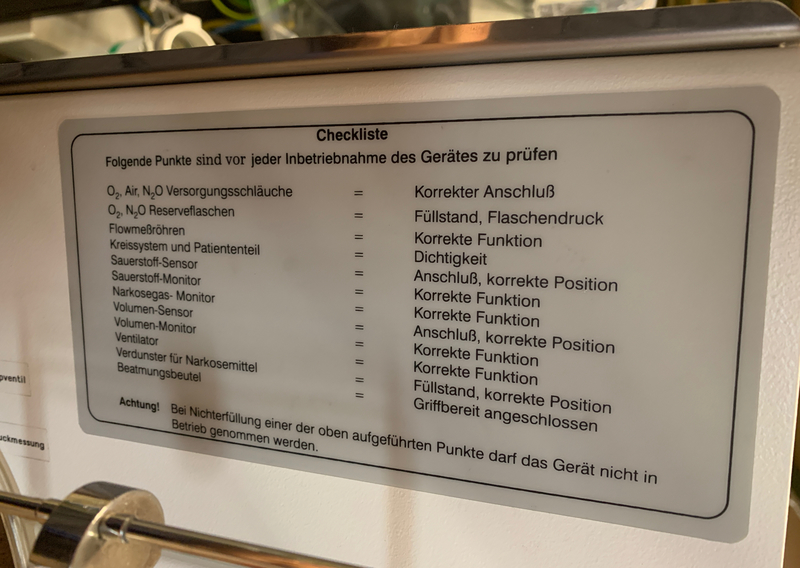 Checkliste
Folgende Punkte sind vor jeder Inbetriebnahme des Gerätes zu prüfen
O₂, Air, N₂O Versorgungsschläuche = Korrekter Anschluß
O₂, N₂O Reserveflaschen = Füllstand, Flaschendruck
Flowmeßröhren = Korrekte Funktion
Kreissystem und Patiententeil = Dichtigkeit
Sauerstoff-Sensor = Anschluß, korrekte Position
Sauerstoff-Monitor = Korrekte Funktion
Narkosegas- Monitor = Korrekte Funktion
Volumen-Sensor = Anschluß, korrekte Position
Volumen-Monitor = Korrekte Funktion
Ventilator = Korrekte Funktion
Verdunster für Narkosemittel = Füllstand, korrekte Position
Beatmungsbeutel = Griffbereit angeschlossen
Achtung! Bei Nichterfüllung einer der oben aufgeführten Punkte darf das Gerät nicht in
Betrieb genommen werden.